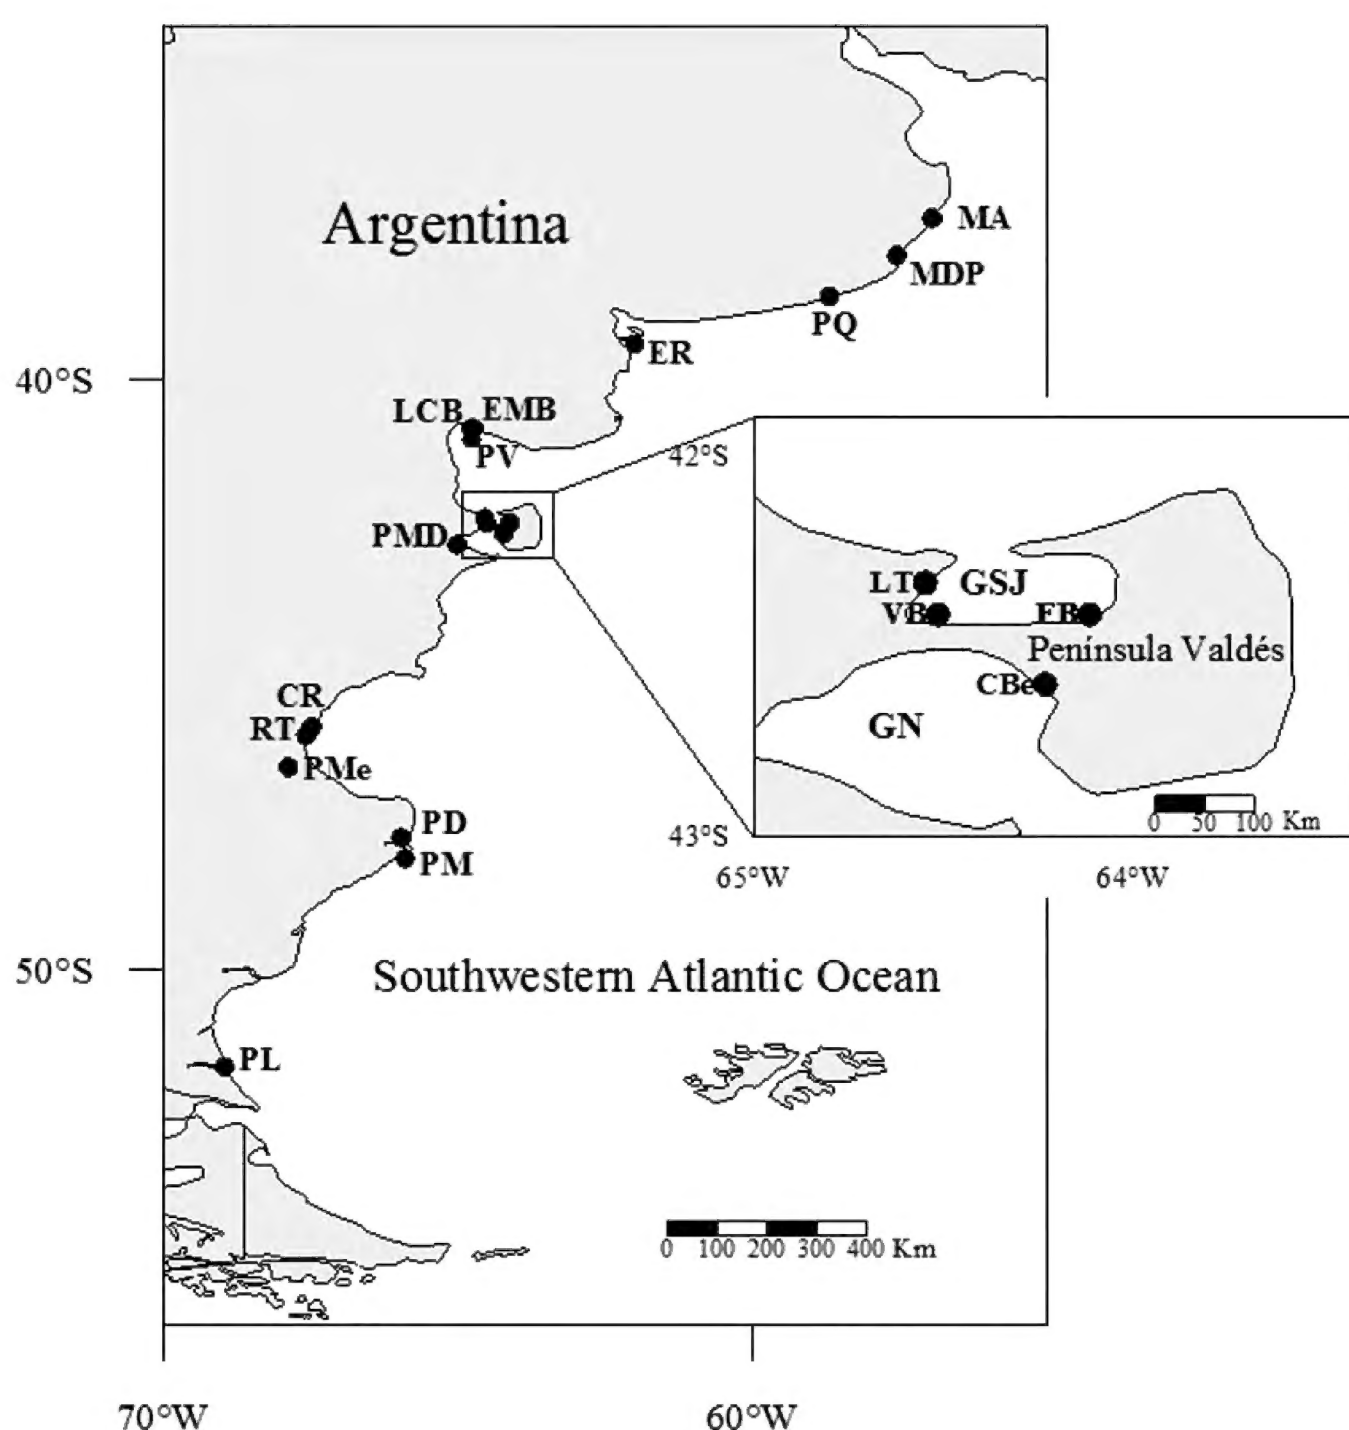 Argentina
MA
MDP
PQ
ER
40°S
LCB EMB
PV
42°S
PMD
LT GSJ
VB FB
Península Valdés
CBe
GN
CR
RT
PMe
PD
PM
0 50 100 Km
43°S
65°W 64°W
50°S
Southwestern Atlantic Ocean
PL
0 100 200 300 400 Km
70°W 60°W